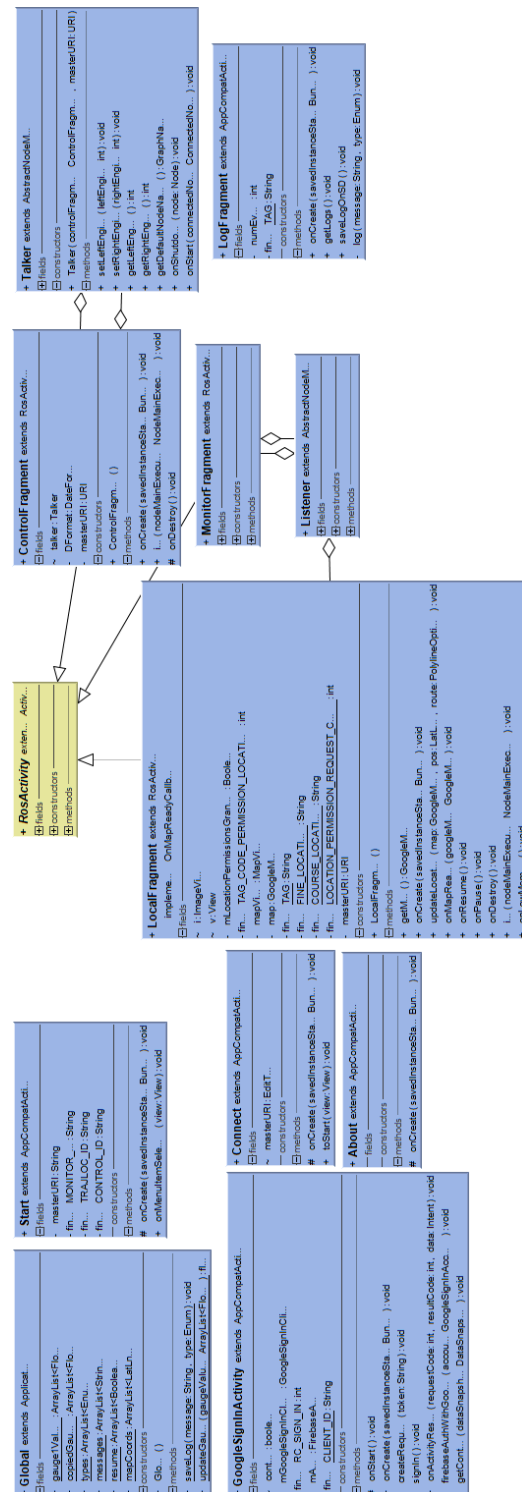 + Global extends Applicat...
fields
- gauge1Val... :ArrayList<Flo...
- copiedGau... :ArrayList<Flo...
- types:ArrayList<Enu...
- messages:ArrayList<Strin...
- resume:ArrayList<Boolea...
- mapCoords:ArrayList<LatLn...
constructors
+ Glo... ()
methods
- saveLog(message: String, type:Enum):void
- updateGau... (gaugeValu... ArrayList<Flo... ):fl...
+ Start extends AppCompatActi...
fields
- masterURI:String
- fin... MONITOR_... :String
- fin... TRAJLOC_ID:String
- fin... CONTROL_ID:String
constructors
methods
# onCreate(savedInstanceSta... Bun... ):void
+ onMenuItemSele... (view:View):void
+ RosActivity exten... Activ...
fields
constructors
methods
+ ControlFragment extends RosActiv...
fields
~ talker:Talker
- DFormat:DateFor...
- masterURI:URI
constructors
+ ControlFragm... ()
methods
+ onCreate(savedInstanceSta... Bun... ):void
+ i... (nodeMainExecu... NodeMainExec... ):void
# onDestroy():void
+ Talker extends AbstractNodeM...
fields
constructors
+ Talker(controlFragm... ControlFragm... , masterURI:URI)
methods
+ setLeftEngi... (leftEngi... int):void
+ setRightEngi... (rightEngi... int):void
+ getLeftEng... ():int
+ getRightEng... ():int
+ getDefaultNodeNa... ():GraphNa...
+ onShutdo... (node:Node):void
+ onStart(connectedNo... ConnectedNo... ):void
+ GoogleSignInActivity extends AppCompatActi...
fields
- cont... :boole...
- mGoogleSignInCl... :GoogleSignInCli...
- fin... RC_SIGN_IN:int
- mA... :FirebaseA...
- fin... CLIENT_ID:String
constructors
methods
# onStart():void
- onCreate(savedInstanceSta... Bun... ):void
- createRequ... (token:String):void
- signIn():void
- onActivityRes... (requestCode:int, resultCode:int, data:Intent):void
- firebaseAuthWithGoo... (accou... GoogleSignInAcc... ):void
- getCont... (dataSnapsh... DataSnaps... ):void
+ Connect extends AppCompatActi...
fields
~ masterURI:EditT...
constructors
methods
# onCreate(savedInstanceSta... Bun... ):void
+ toStart(view:View):void
+ About extends AppCompatActi...
fields
constructors
methods
# onCreate(savedInstanceSta... Bun... ):void
+ LocalFragment extends RosActiv...
impleme... OnMapReadyCallb...
fields
~ i:ImageVi...
~ v:View
- mLocationPermissionsGran... :Boole...
- fin... TAG_CODE_PERMISSION_LOCATI... :int
- mapVi... :MapVi...
- map:GoogleM...
- fin... TAG:String
- fin... FINE_LOCATI... :String
- fin... COURSE_LOCATI... :String
- fin... LOCATION_PERMISSION_REQUEST_C... :int
- masterURI:URI
constructors
+ LocalFragm... ()
methods
- getM... ():GoogleM...
+ onCreate(savedInstanceSta... Bun... ):void
+ updateLocat... (map:GoogleM... , pos:LatL... , route:PolylineOpti... ):void
+ onMapRea... (googleM... GoogleM... ):void
+ onResume():void
+ onPause():void
+ onDestroy():void
+ i... (nodeMainExecu... NodeMainExec... ):void
+ MonitorFragment extends RosActiv...
fields
constructors
methods
+ Listener extends AbstractNodeM...
fields
constructors
methods
+ LogFragment extends AppCompatActi...
fields
- numEv... :int
- fin... TAG:String
constructors
methods
+ onCreate(savedInstanceSta... Bun... ):void
+ getLogs():void
+ saveLogOnSD():void
- log(message:String, type:Enum):void